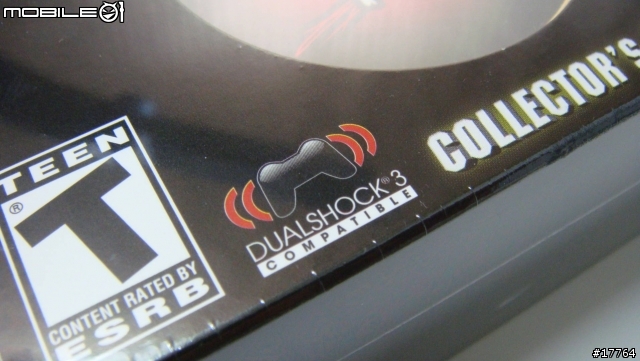 MOBILE01
COLLECTOR'S
TEEN
T
®
CONTENT RATED BY
ESRB
DUALSHOCK®3
COMPATIBLE
#17764